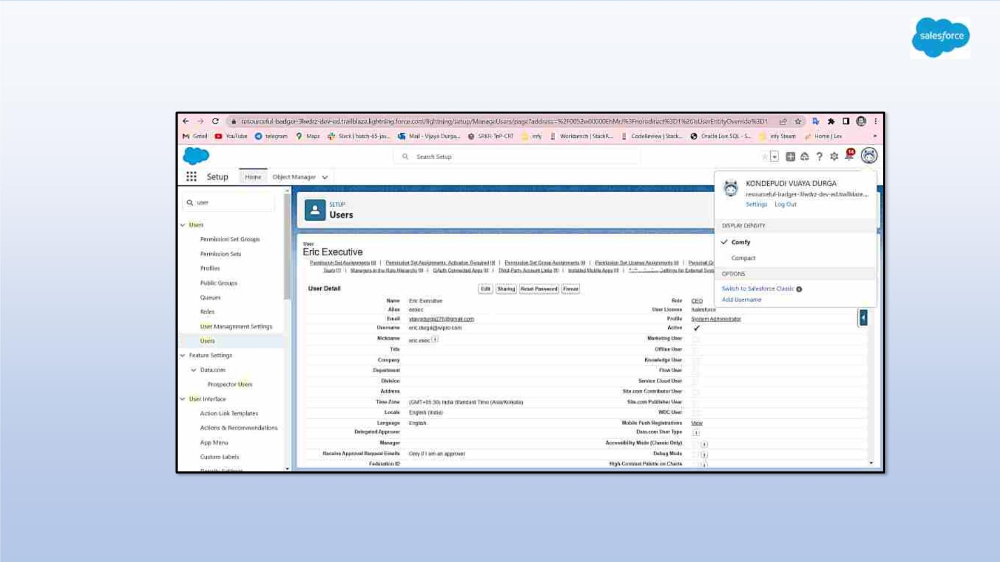 salesforce
resourceful-badger-3lwdrz-dev-ed.trailblaze.lightning.force.com/lightning/setup/ManageUsers/page?address=%2F0052w00000EhMrJ%3Fnoredirect%3D1%26isUserEntityOverride%3D1
Gmail YouTube telegram Maps Slack | batch-65-jav... Mail - Vijaya Durga... SRKR-TnP-CRT infy Workbench | StackR... CodeReview | Stack... Oracle Live SQL - S... infy Steam Home | Lex »
Search Setup
14
Setup Home Object Manager
KONDEPUDI VIJAYA DURGA
resourceful-badger-3lwdrz-dev-ed.trailblaze....
Settings Log Out
DISPLAY DENSITY
Comfy
Compact
OPTIONS
Switch to Salesforce Classic
Add Username
user
Users
Permission Set Groups
Permission Sets
Profiles
Public Groups
Queues
Roles
User Management Settings
Users
Feature Settings
Data.com
Prospector Users
User Interface
Action Link Templates
Actions & Recommendations
App Menu
Custom Labels
Density Settings
SETUP
Users
User
Eric Executive
Permission Set Assignments [0] | Permission Set Assignments: Activation Required [0] | Permission Set Group Assignments [0] | Permission Set License Assignments [0] | Personal Gr
Team [0] | Managers in the Role Hierarchy [0] | OAuth Connected Apps [0] | Third-Party Account Links [0] | Installed Mobile Apps [0] | Settings for External Syst
User Detail Edit Sharing Reset Password Freeze
Name Eric Executive Role CEO
Alias eexec User License Salesforce
Email Profile System Administrator
Username eric.durga@wipro.com Active
Nickname eric.exec Marketing User
Title Offline User
Company Knowledge User
Department Flow User
Division Service Cloud User
Address Site.com Contributor User
Time Zone (GMT+05:30) India Standard Time (Asia/Kolkata) Site.com Publisher User
Locale English (India) WDC User
Language English Mobile Push Registrations View
Delegated Approver Data.com User Type
Manager Accessibility Mode (Classic Only)
Receive Approval Request Emails Only if I am an approver Debug Mode
Federation ID High-Contrast Palette on Charts